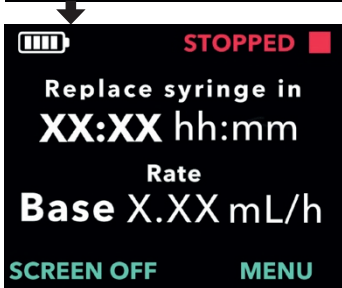 STOPPED
Replace syringe in
XX:XX hh:mm
Rate
Base X.XX mL/h
SCREEN OFF MENU